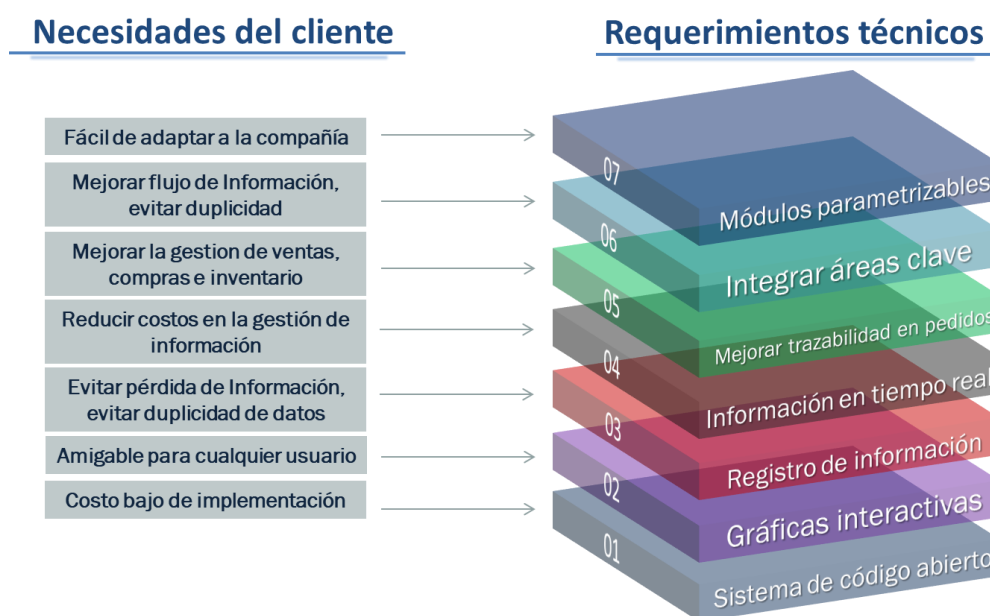 Necesidades del cliente
Requerimientos técnicos
Fácil de adaptar a la compañía
Mejorar flujo de Información,
evitar duplicidad
Mejorar la gestion de ventas,
compras e inventario
Reducir costos en la gestión de
información
Evitar pérdida de Información,
evitar duplicidad de datos
Amigable para cualquier usuario
Costo bajo de implementación
07
Módulos parametrizables
06
Integrar áreas clave
05
Mejorar trazabilidad en pedidos
04
Información en tiempo real
03
Registro de información
02
Gráficas interactivas
01
Sistema de código abierto